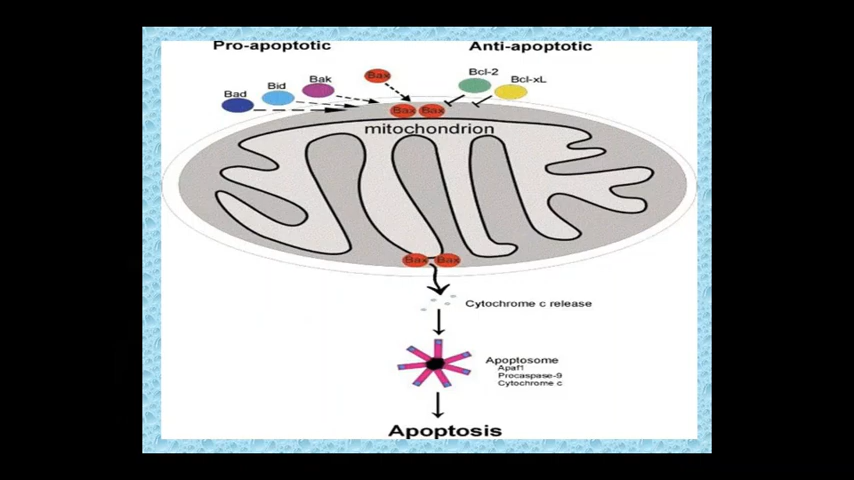 Pro-apoptotic
Anti-apoptotic
Bad
Bid
Bak
Bax
Bcl-2
Bcl-xL
Bax
Bax
mitochondrion
Bax
Bax
Cytochrome c release
Apoptosome
Apaf1
Procaspase-9
Cytochrome c
Apoptosis